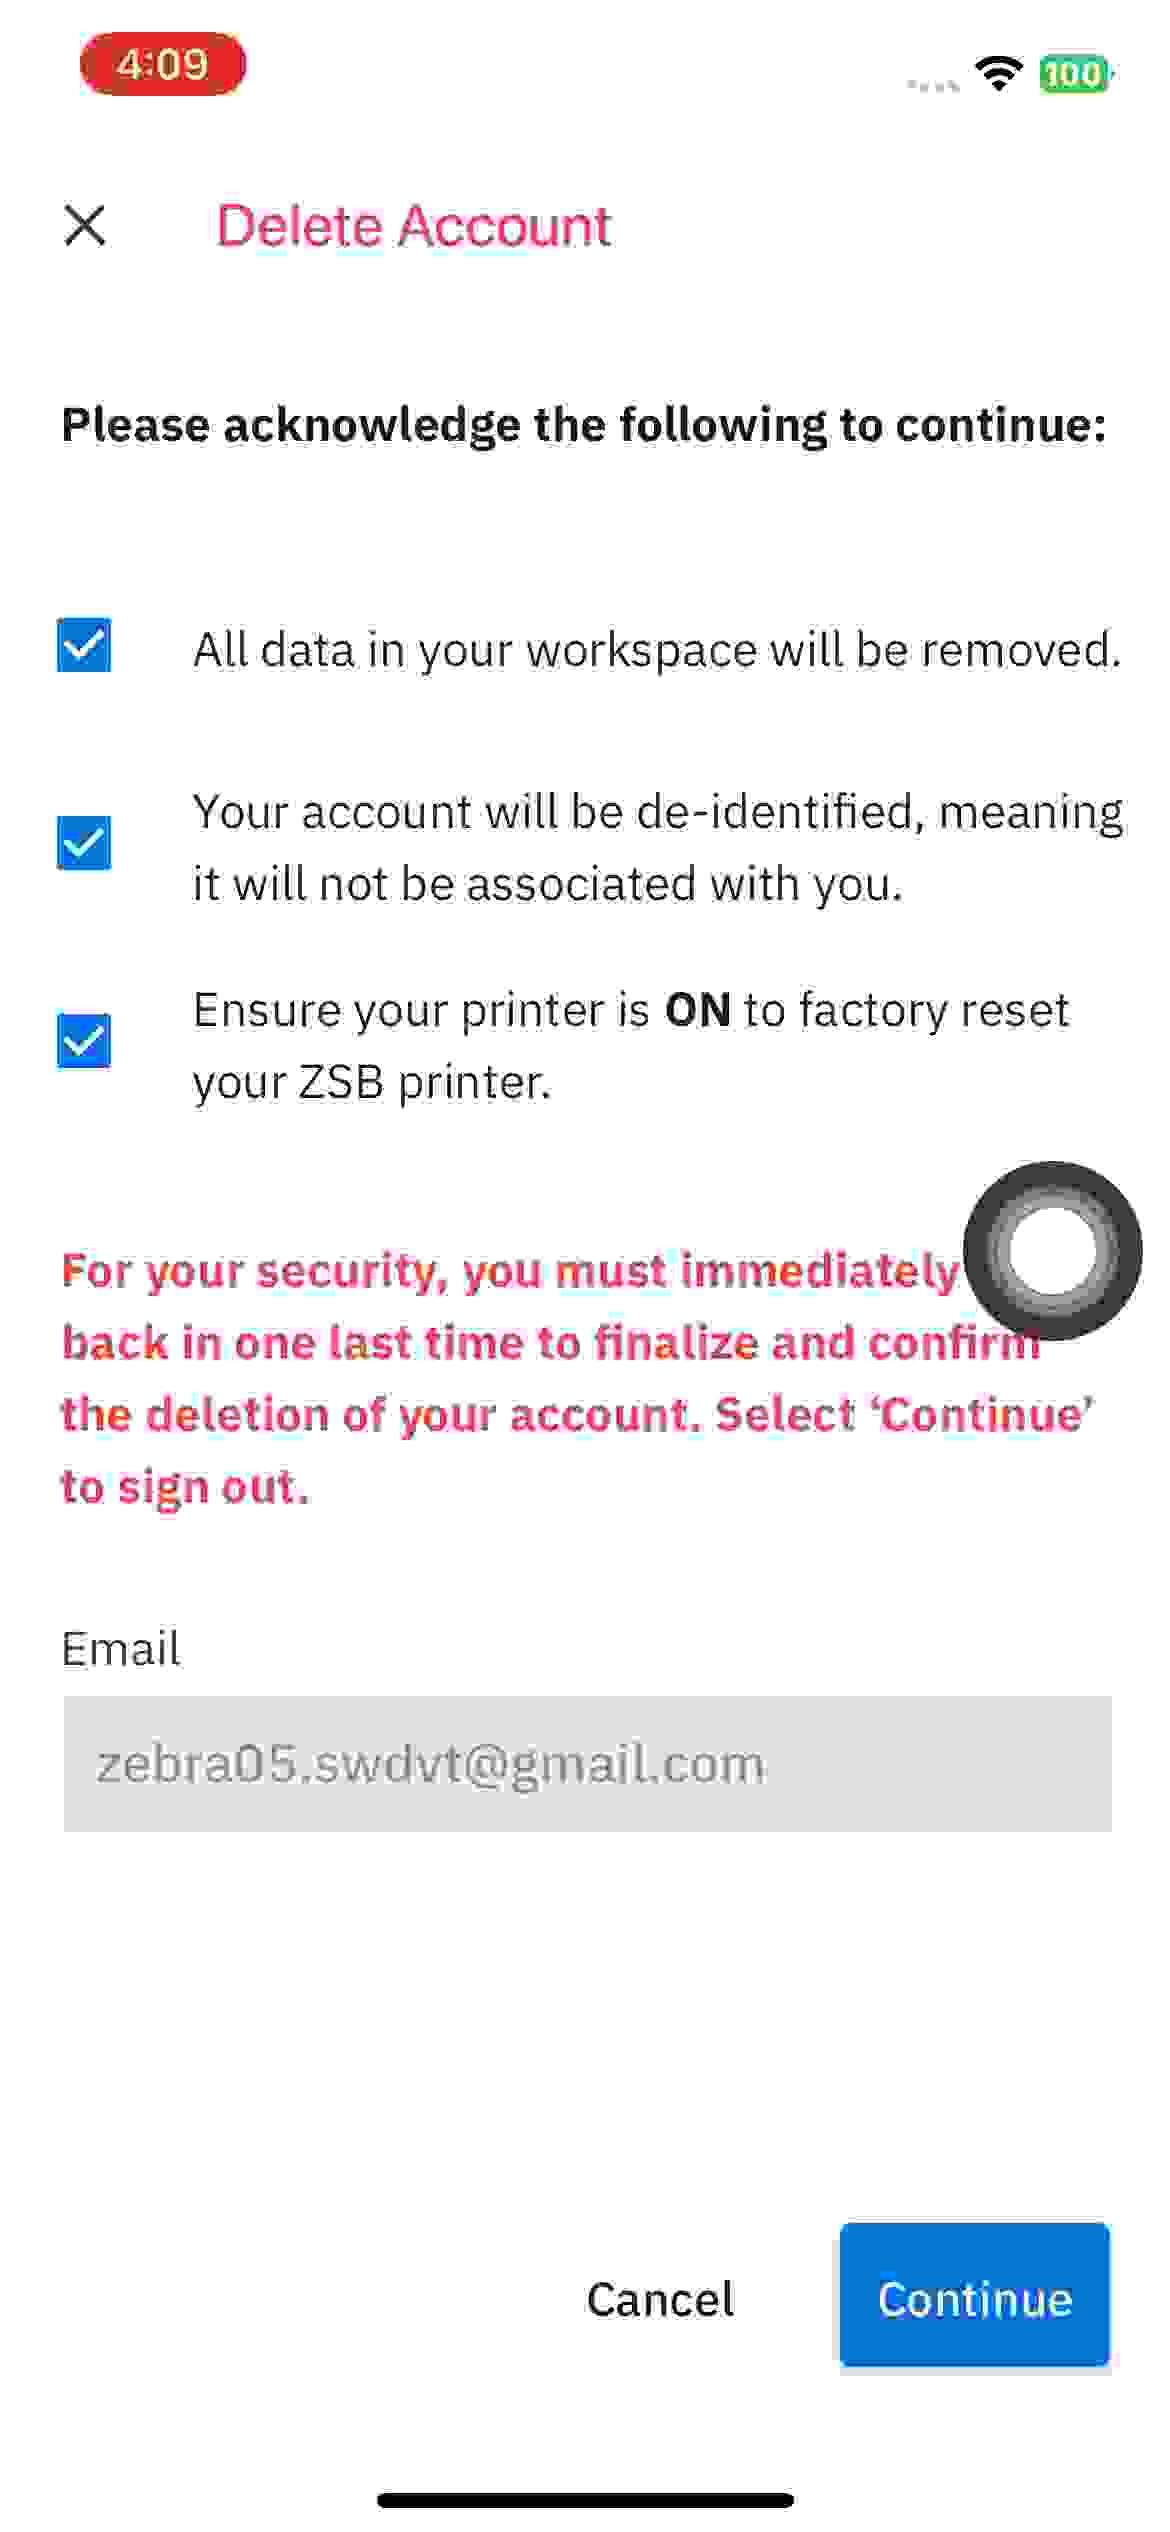 4:09
100
Delete Account
Please acknowledge the following to continue:
All data in your workspace will be removed.
Your account will be de-identified, meaning
it will not be associated with you.
Ensure your printer is ON to factory reset
your ZSB printer.
For your security, you must immediately
back in one last time to finalize and confirm
the deletion of your account. Select ‘Continue’
to sign out.
Email
zebra05.swdvt@gmail.com
Cancel
Continue